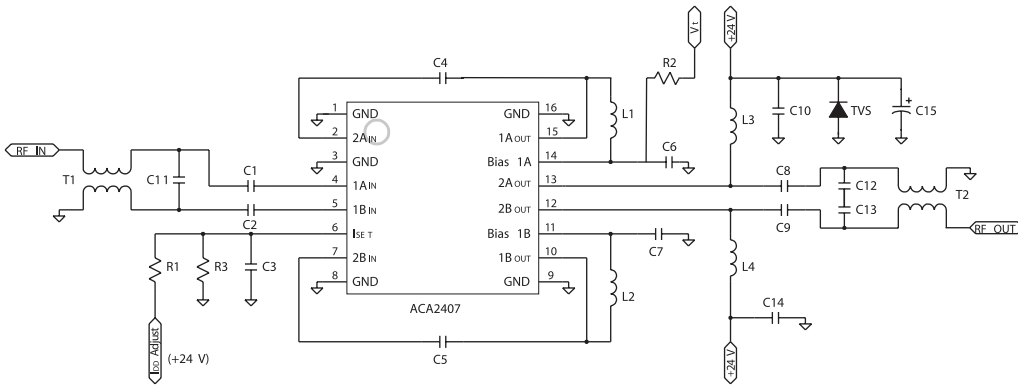 Vt
+24 V
C4
R2
1
GND
GND
16
L1
L3
C10
TVS
+
C15
2
2A IN
1A OUT
15
RF IN
3
GND
Bias 1A
14
C6
T1
C11
C1
4
1A IN
2A OUT
13
C8
C12
T2
5
1B IN
2B OUT
12
C13
C2
C9
RF OUT
6
ISET
Bias 1B
11
C7
R1
R3
C3
7
2B IN
1B OUT
10
L4
8
GND
GND
9
L2
ACA2407
C14
IDD Adjust
(+24 V)
C5
+24 V